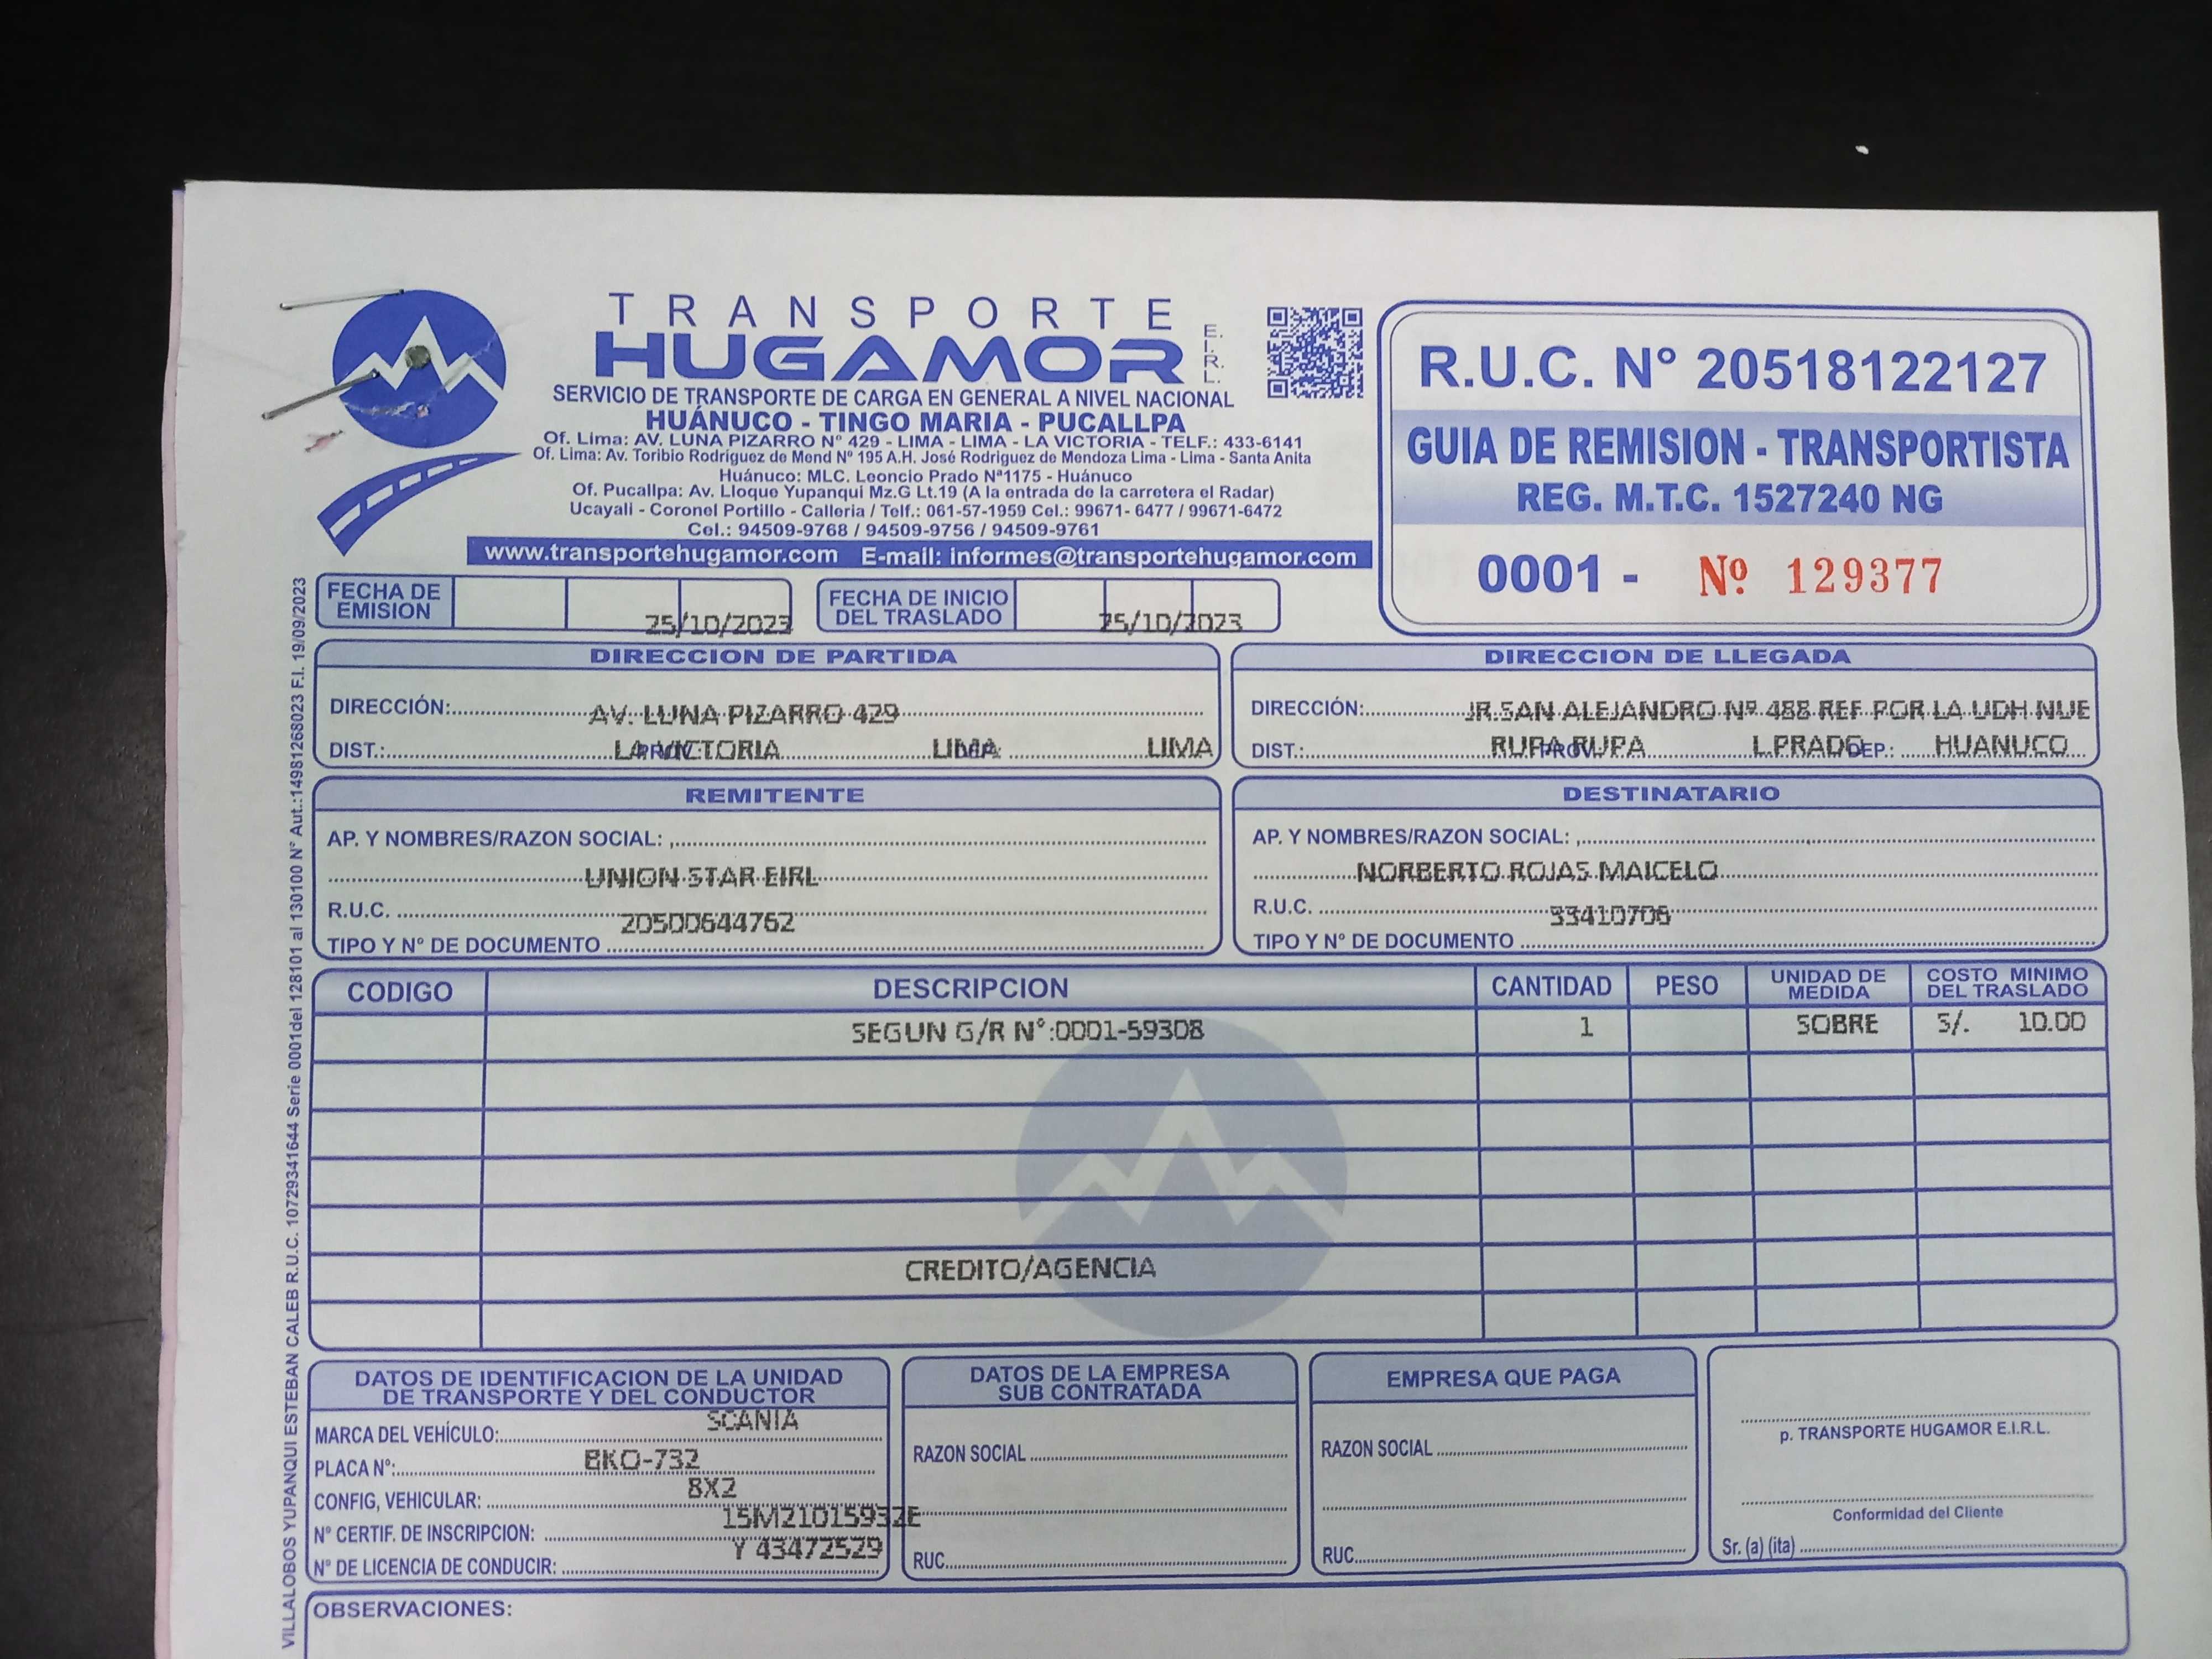 TRANSPORTE
HUGAMOR E.I.R.L.
SERVICIO DE TRANSPORTE DE CARGA EN GENERAL A NIVEL NACIONAL
HUÁNUCO - TINGO MARIA - PUCALLPA
Of. Lima: AV. LUNA PIZARRO Nº 429 - LIMA - LIMA - LA VICTORIA - TELF.: 433-6141
Of. Lima: Av. Toribio Rodríguez de Mend Nº 195 A.H. José Rodriguez de Mendoza Lima - Lima - Santa Anita
Huánuco: MLC. Leoncio Prado Nª1175 - Huánuco
Of. Pucallpa: Av. Lloque Yupanqui Mz.G Lt.19 (A la entrada de la carretera el Radar)
Ucayali - Coronel Portillo - Calleria / Telf.: 061-57-1959 Cel.: 99671- 6477 / 99671-6472
Cel.: 94509-9768 / 94509-9756 / 94509-9761
www.transportehugamor.com E-mail: informes@transportehugamor.com
R.U.C. N° 20518122127
GUIA DE REMISION - TRANSPORTISTA
REG. M.T.C. 1527240 NG
0001 - Nº 129377
FECHA DE EMISION 25/10/2023
FECHA DE INICIO DEL TRASLADO 25/10/2023
DIRECCION DE PARTIDA
DIRECCIÓN: AV. LUNA PIZARRO 429
DIST.: LA VICTORIA PROV.: LIMA DEP.: LIMA
DIRECCION DE LLEGADA
DIRECCIÓN: JR.SAN ALEJANDRO Nº 488 REF POR LA UDH NUE
DIST.: RUPA RUPA PROV.: L.PRADO DEP.: HUANUCO
REMITENTE
AP. Y NOMBRES/RAZON SOCIAL:
UNION STAR EIRL
R.U.C. 20500644762
TIPO Y Nº DE DOCUMENTO
DESTINATARIO
AP. Y NOMBRES/RAZON SOCIAL:
NORBERTO ROJAS MAICELO
R.U.C. 33410706
TIPO Y Nº DE DOCUMENTO
CODIGO DESCRIPCION CANTIDAD PESO UNIDAD DE MEDIDA COSTO MINIMO DEL TRASLADO
SEGUN G/R N°:0001-59308 1 SOBRE S/. 10.00
CREDITO/AGENCIA
DATOS DE IDENTIFICACION DE LA UNIDAD
DE TRANSPORTE Y DEL CONDUCTOR
MARCA DEL VEHÍCULO: SCANIA
PLACA Nº: BKO-732
CONFIG, VEHICULAR: 8X2
Nº CERTIF. DE INSCRIPCION: 15M21015932E
Nº DE LICENCIA DE CONDUCIR: Y 43472529
DATOS DE LA EMPRESA
SUB CONTRATADA
RAZON SOCIAL
RUC
EMPRESA QUE PAGA
RAZON SOCIAL
RUC
p. TRANSPORTE HUGAMOR E.I.R.L.
Conformidad del Cliente
Sr. (a) (ita)
OBSERVACIONES:
VILLALOBOS YUPANQUI ESTEBAN CALEB R.U.C. 10729341644 Serie 0001del 128101 al 130100 N° Aut.:14981268023 F.I. 19/09/2023